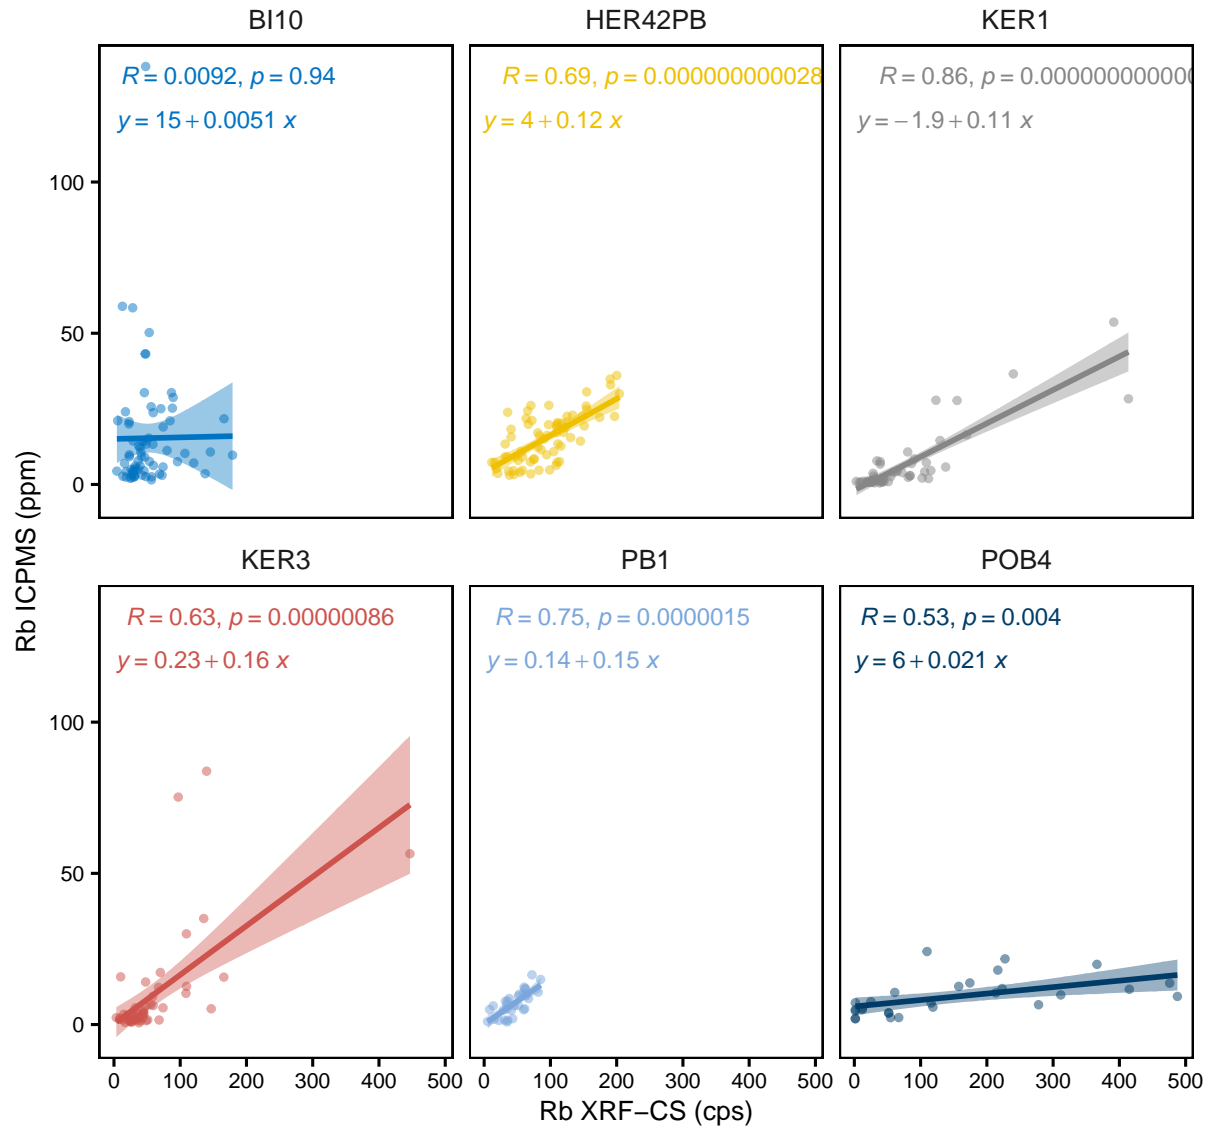 BI10 HER42PB KER1
R = 0.0092, p = 0.94 R = 0.69, p = 0.000000000028 R = 0.86, p = 0.000000000000
y = 15 + 0.0051 x y = 4 + 0.12 x y = −1.9 + 0.11 x
100
50
0
KER3 PB1 POB4
R = 0.63, p = 0.00000086 R = 0.75, p = 0.0000015 R = 0.53, p = 0.004
y = 0.23 + 0.16 x y = 0.14 + 0.15 x y = 6 + 0.021 x
100
50
0
0 100 200 300 400 500 0 100 200 300 400 500 0 100 200 300 400 500
Rb XRF−CS (cps)
Rb ICPMS (ppm)